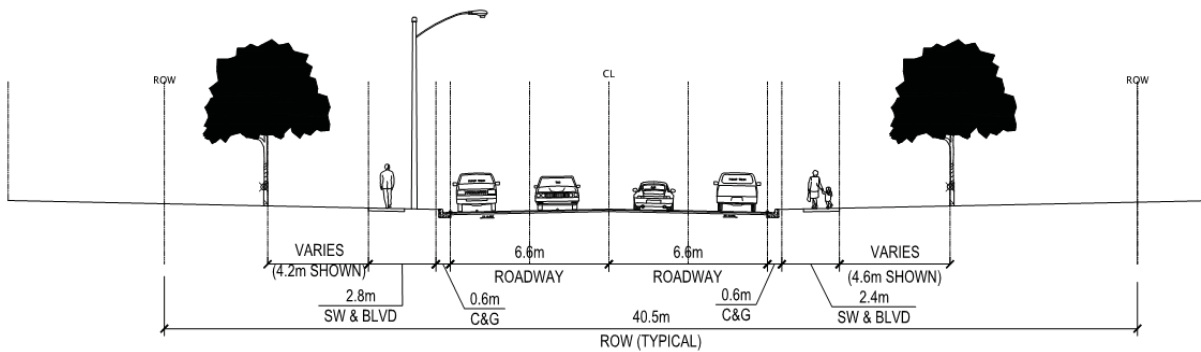 ROW
CL
ROW
VARIES
(4.2m SHOWN)
6.6m
ROADWAY
6.6m
ROADWAY
VARIES
(4.6m SHOWN)
2.8m
SW & BLVD
0.6m
C&G
0.6m
C&G
2.4m
SW & BLVD
40.5m
ROW (TYPICAL)